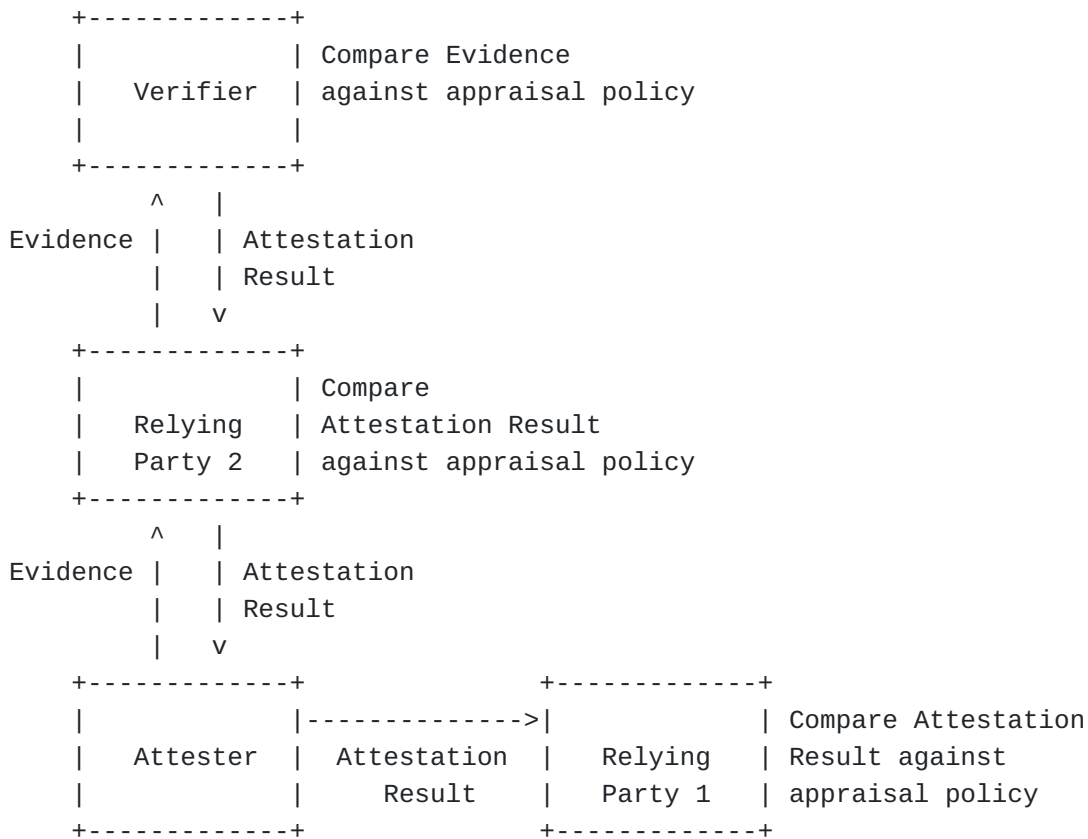 +-------------+
|             | Compare Evidence
|   Verifier  | against appraisal policy
|             |
+-------------+
     ^   |
Evidence |   | Attestation
         |   | Result
         |   v
+-------------+
|             | Compare
|   Relying   | Attestation Result
|   Party 2   | against appraisal policy
+-------------+
     ^   |
Evidence |   | Attestation
         |   | Result
         |   v
+-------------+               +-------------+
|             |-------------->|             | Compare Attestation
|   Attester  |  Attestation  |   Relying   | Result against
|             |     Result    |   Party 1   | appraisal policy
+-------------+               +-------------+